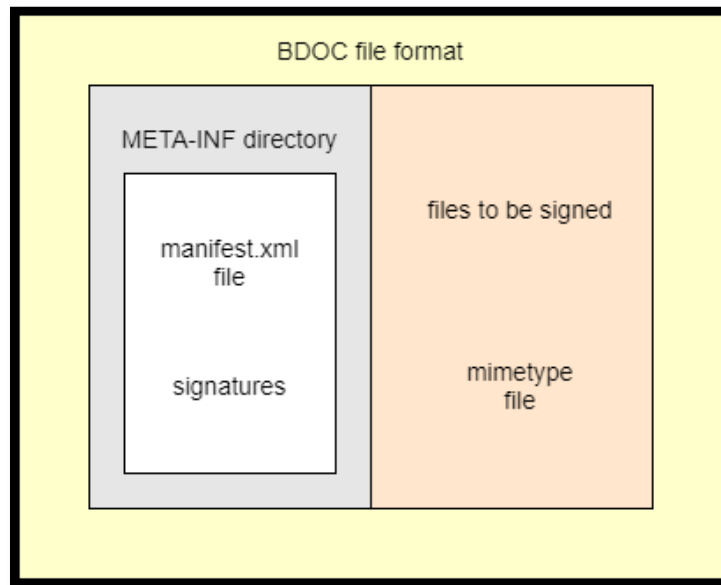 BDOC file format
META-INF directory
manifest.xml
file
signatures
files to be signed
mimetype
file